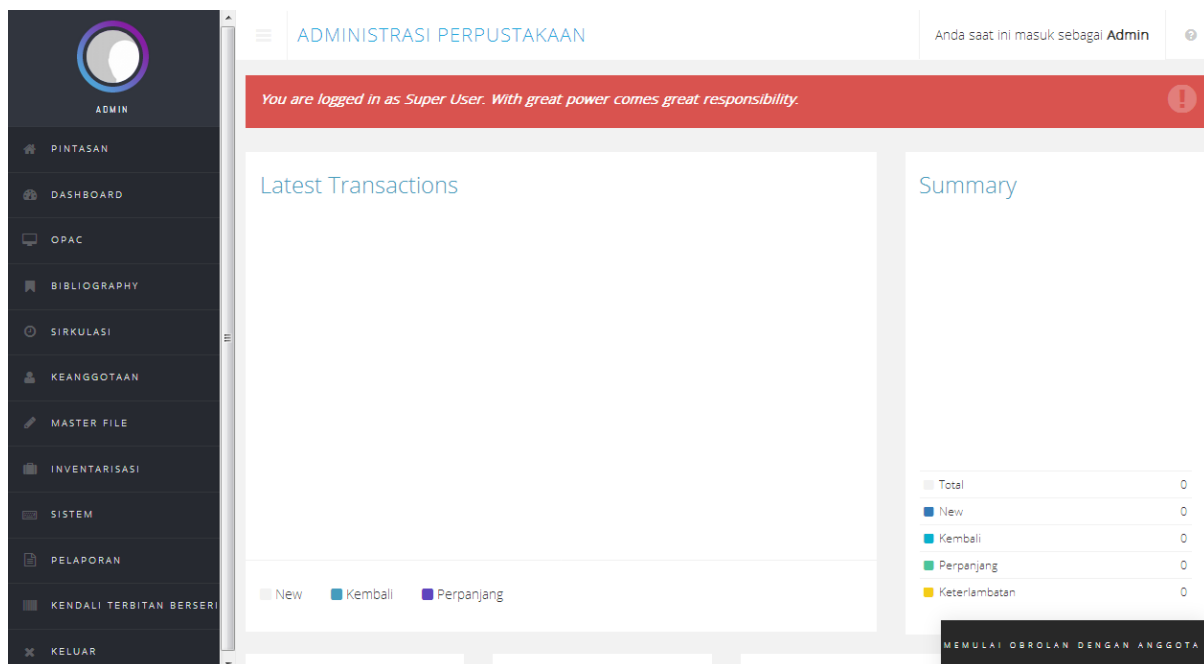 ADMIN
PINTASAN
DASHBOARD
OPAC
BIBLIOGRAPHY
SIRKULASI
KEANGGOTAAN
MASTER FILE
INVENTARISASI
SISTEM
PELAPORAN
KENDALI TERBITAN BERSERI
KELUAR
ADMINISTRASI PERPUSTAKAAN
Anda saat ini masuk sebagai Admin
You are logged in as Super User. With great power comes great responsibility.
Latest Transactions
New Kembali Perpanjang
Summary
Total 0
New 0
Kembali 0
Perpanjang 0
Keterlambatan 0
MEMULAI OBROLAN DENGAN ANGGOTA